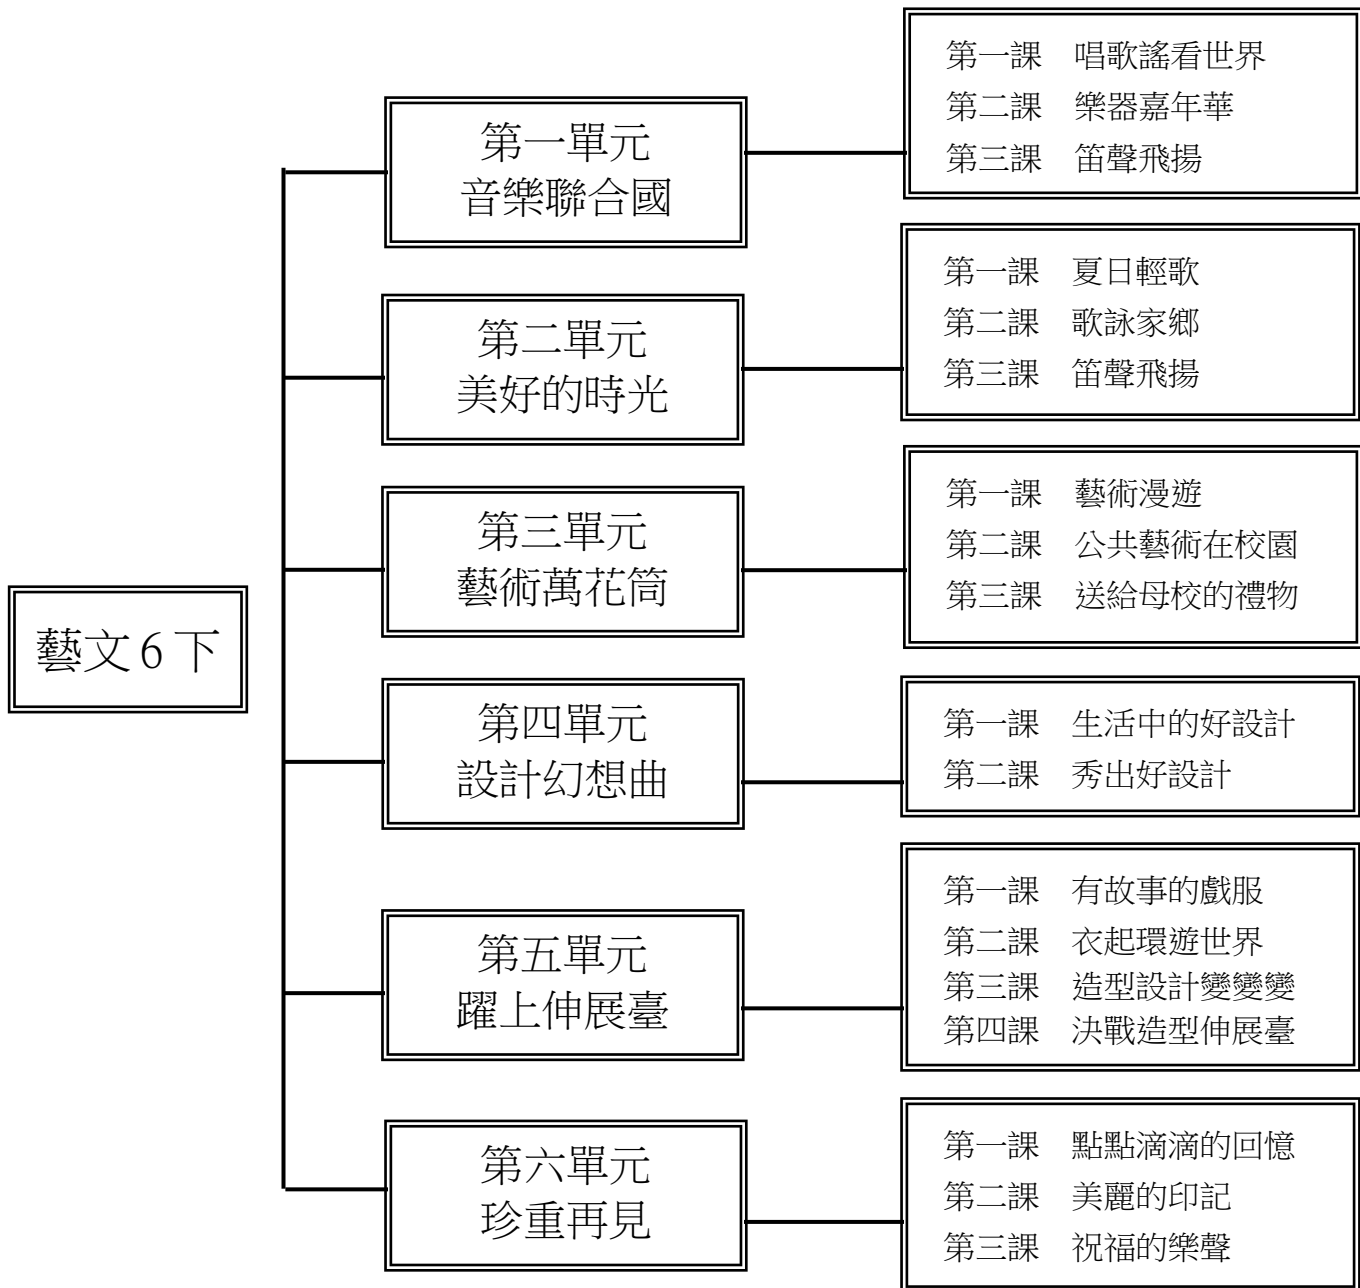 藝文6下
第一單元
音樂聯合國
第一課　唱歌謠看世界
第二課　樂器嘉年華
第三課　笛聲飛揚
第二單元
美好的時光
第一課　夏日輕歌
第二課　歌詠家鄉
第三課　笛聲飛揚
第三單元
藝術萬花筒
第一課　藝術漫遊
第二課　公共藝術在校園
第三課　送給母校的禮物
第四單元
設計幻想曲
第一課　生活中的好設計
第二課　秀出好設計
第五單元
躍上伸展臺
第一課　有故事的戲服
第二課　衣起環遊世界
第三課　造型設計變變變
第四課　決戰造型伸展臺
第六單元
珍重再見
第一課　點點滴滴的回憶
第二課　美麗的印記
第三課　祝福的樂聲